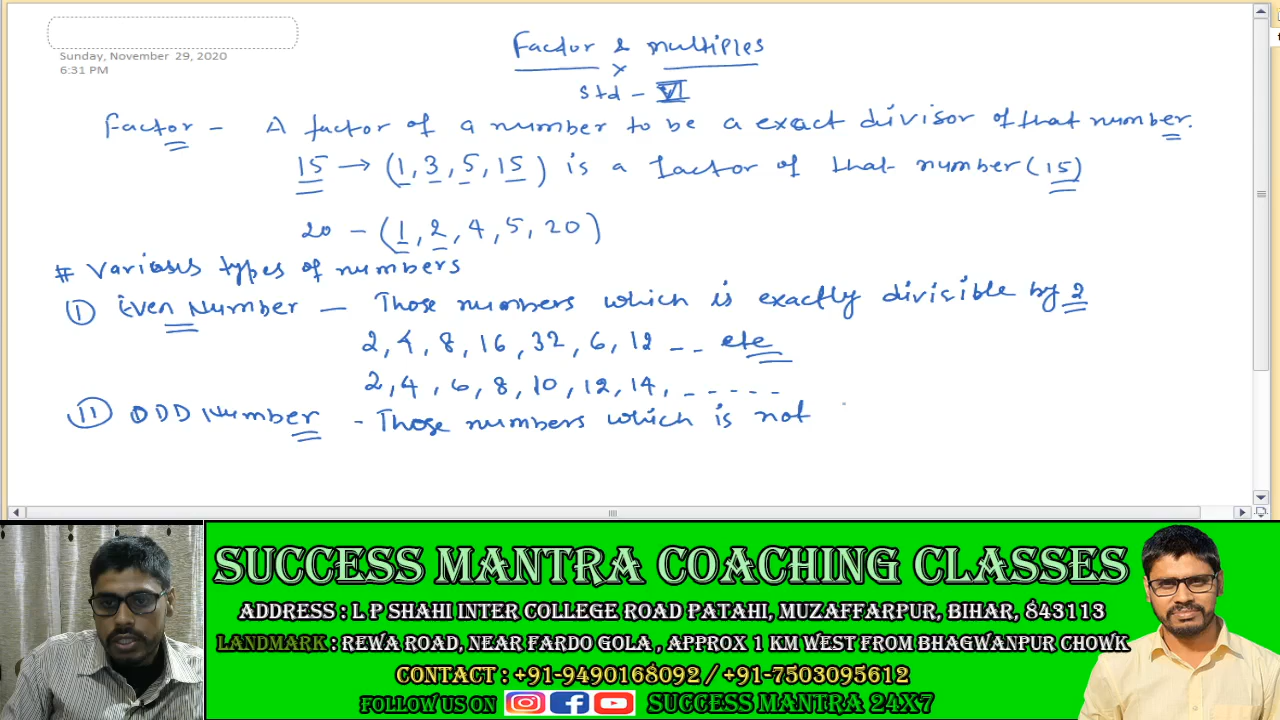 Sunday, November 29, 2020
6:31 PM
Factor & multiples
Std - VI
Factor - A factor of a number to be a exact divisor of that number.
15 → (1, 3, 5, 15) is a factor of that number (15)
20 - (1, 2, 4, 5, 20)
# Various types of numbers
(I) Even Number - Those numbers which is exactly divisible by 2
2, 4, 8, 16, 32, 6, 12 -- etc
2, 4, 6, 8, 10, 12, 14, -----
(II) ODD Number - Those numbers which is not
SUCCESS MANTRA COACHING CLASSES
ADDRESS : L P SHAHI INTER COLLEGE ROAD PATAHI, MUZAFFARPUR, BIHAR, 843113
LANDMARK : REWA ROAD, NEAR FARDO GOLA , APPROX 1 KM WEST FROM BHAGWANPUR CHOWK
CONTACT : +91-9490168092 / +91-7503095612
FOLLOW US ON SUCCESS MANTRA 24X7